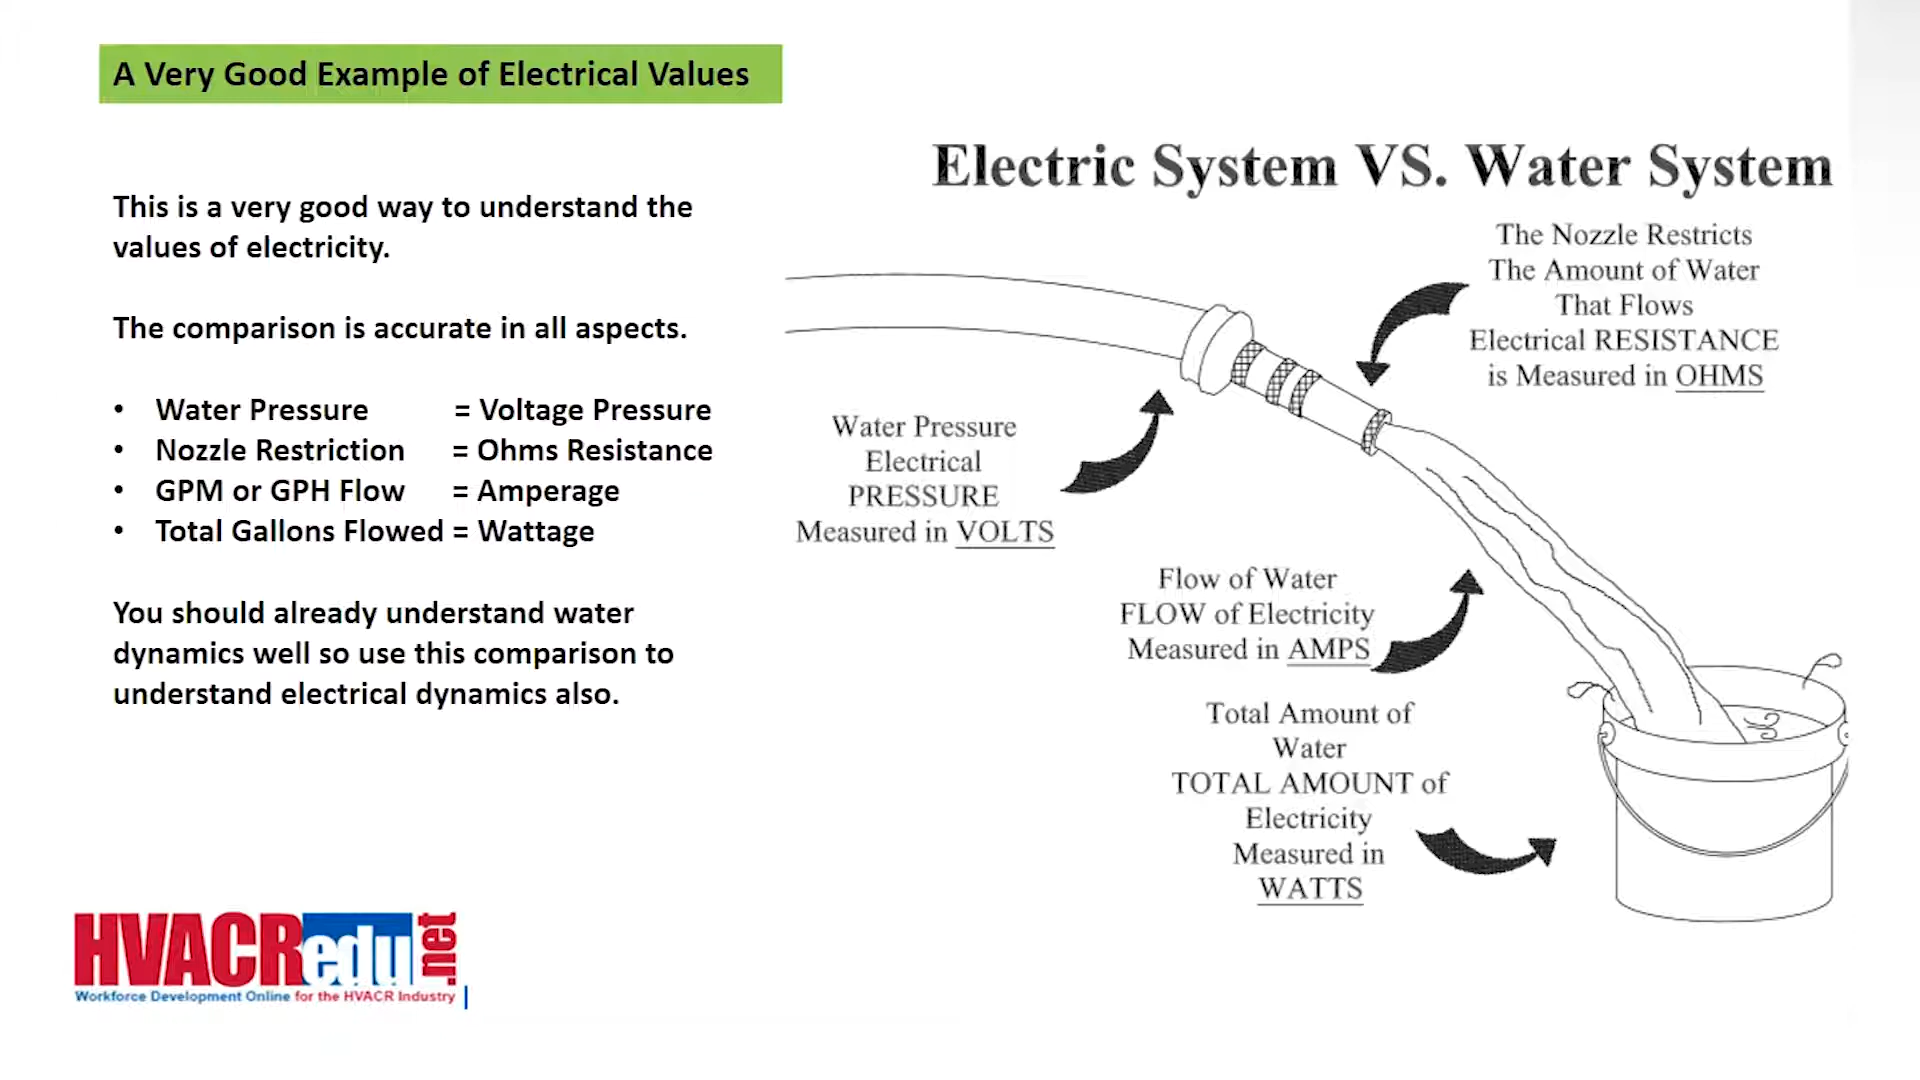 A Very Good Example of Electrical Values
This is a very good way to understand the
values of electricity.
The comparison is accurate in all aspects.
• Water Pressure = Voltage Pressure
• Nozzle Restriction = Ohms Resistance
• GPM or GPH Flow = Amperage
• Total Gallons Flowed = Wattage
You should already understand water
dynamics well so use this comparison to
understand electrical dynamics also.
Electric System VS. Water System
The Nozzle Restricts
The Amount of Water
That Flows
Electrical RESISTANCE
is Measured in OHMS
Water Pressure
Electrical
PRESSURE
Measured in VOLTS
Flow of Water
FLOW of Electricity
Measured in AMPS
Total Amount of
Water
TOTAL AMOUNT of
Electricity
Measured in
WATTS
HVACRedu.net
Workforce Development Online for the HVACR Industry